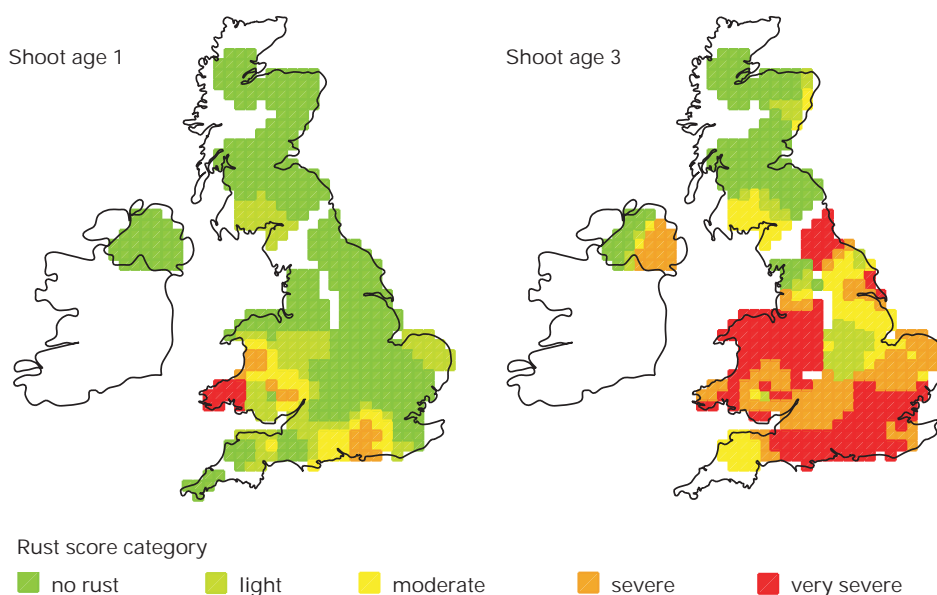 Shoot age 1
Shoot age 3
Rust score category
no rust
light
moderate
severe
very severe